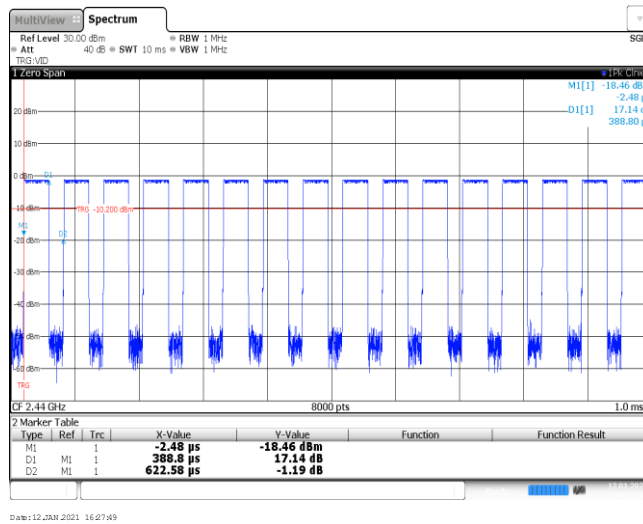 MultiView Spectrum
Ref Level 30.00 dBm RBW 1 MHz SGL
Att 40 dB SWT 10 ms VBW 1 MHz
TRG:VID
1 Zero Span 1Pk Clrw
M1[1] -18.46 dB
-2.48 µs
D1[1] 17.14 d
388.80 µ
20 dBm
10 dBm
0 dBm
D1
-10 dBm
TRG -10.200 dBm
M1
D2
-20 dBm
-30 dBm
-40 dBm
-60 dBm
TRG
CF 2.44 GHz 8000 pts 1.0 ms
2 Marker Table
Type Ref Trc X-Value Y-Value Function Function Result
M1 1 -2.48 µs -18.46 dBm
D1 M1 1 388.8 µs 17.14 dB
D2 M1 1 622.58 µs -1.19 dB
Date: 12.JAN.2021 16:27:49